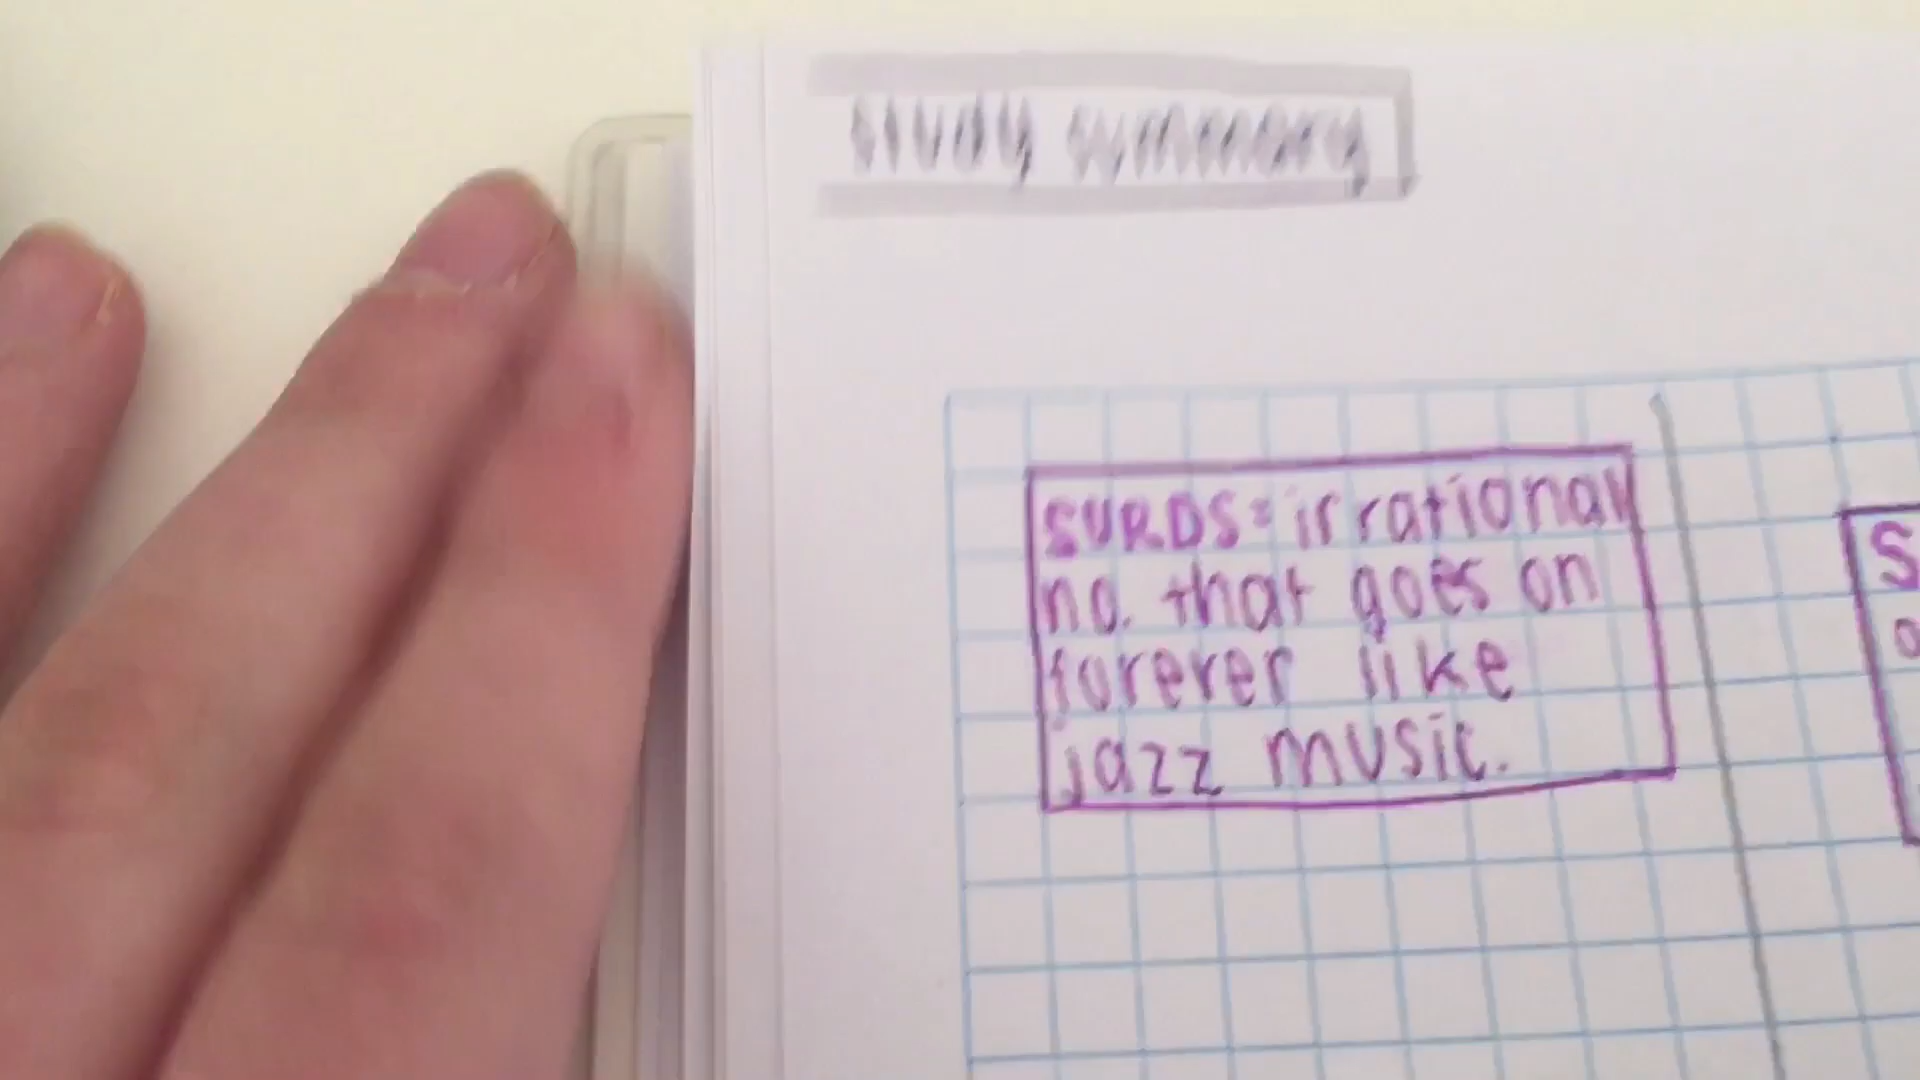 study summary
SURDS = irrational
no. that goes on
forever like
jazz music.